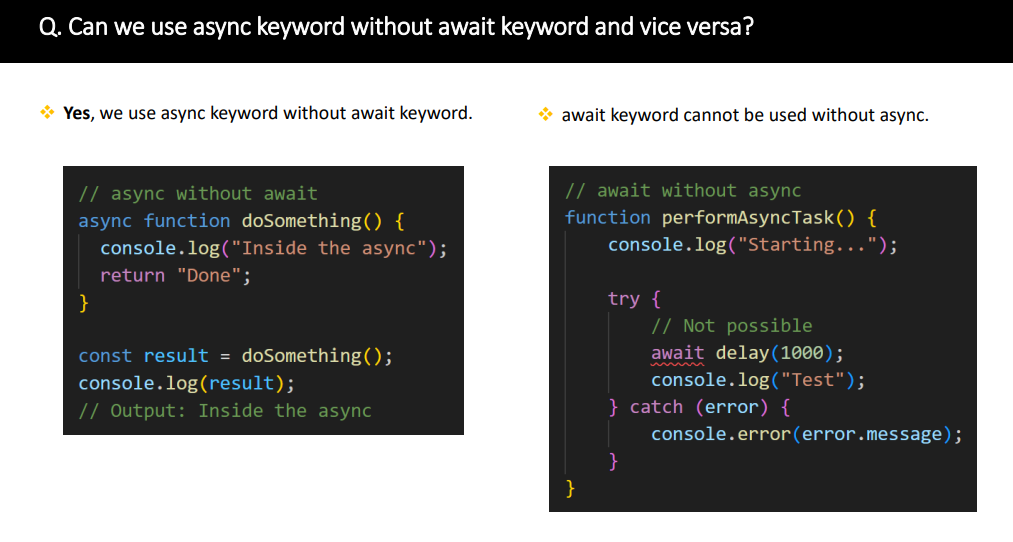 Q. Can we use async keyword without await keyword and vice versa?
❖ Yes, we use async keyword without await keyword.
// async without await
async function doSomething() {
  console.log("Inside the async");
  return "Done";
}
const result = doSomething();
console.log(result);
// Output: Inside the async
❖ await keyword cannot be used without async.
// await without async
function performAsyncTask() {
    console.log("Starting...");
    try {
        // Not possible
        await delay(1000);
        console.log("Test");
    } catch (error) {
        console.error(error.message);
    }
}